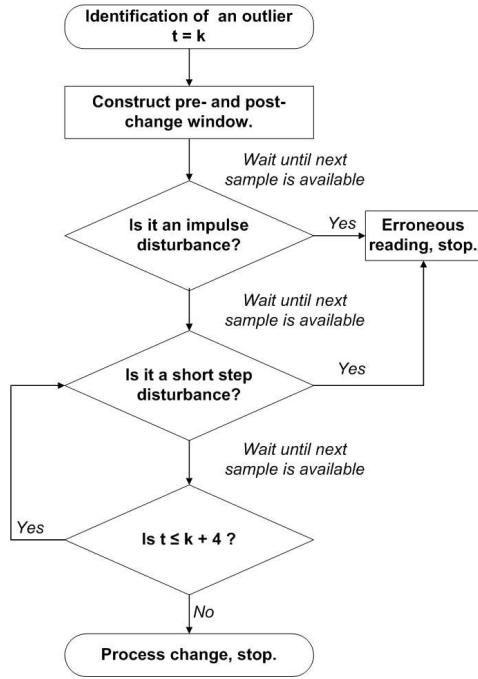 Identification of an outlier
t = k
Construct pre- and post-
change window.
Wait until next
sample is available
Is it an impulse
disturbance?
Yes
Erroneous
reading, stop.
Wait until next
sample is available
Is it a short step
disturbance?
Yes
Wait until next
sample is available
Yes
Is t ≤ k + 4 ?
No
Process change, stop.